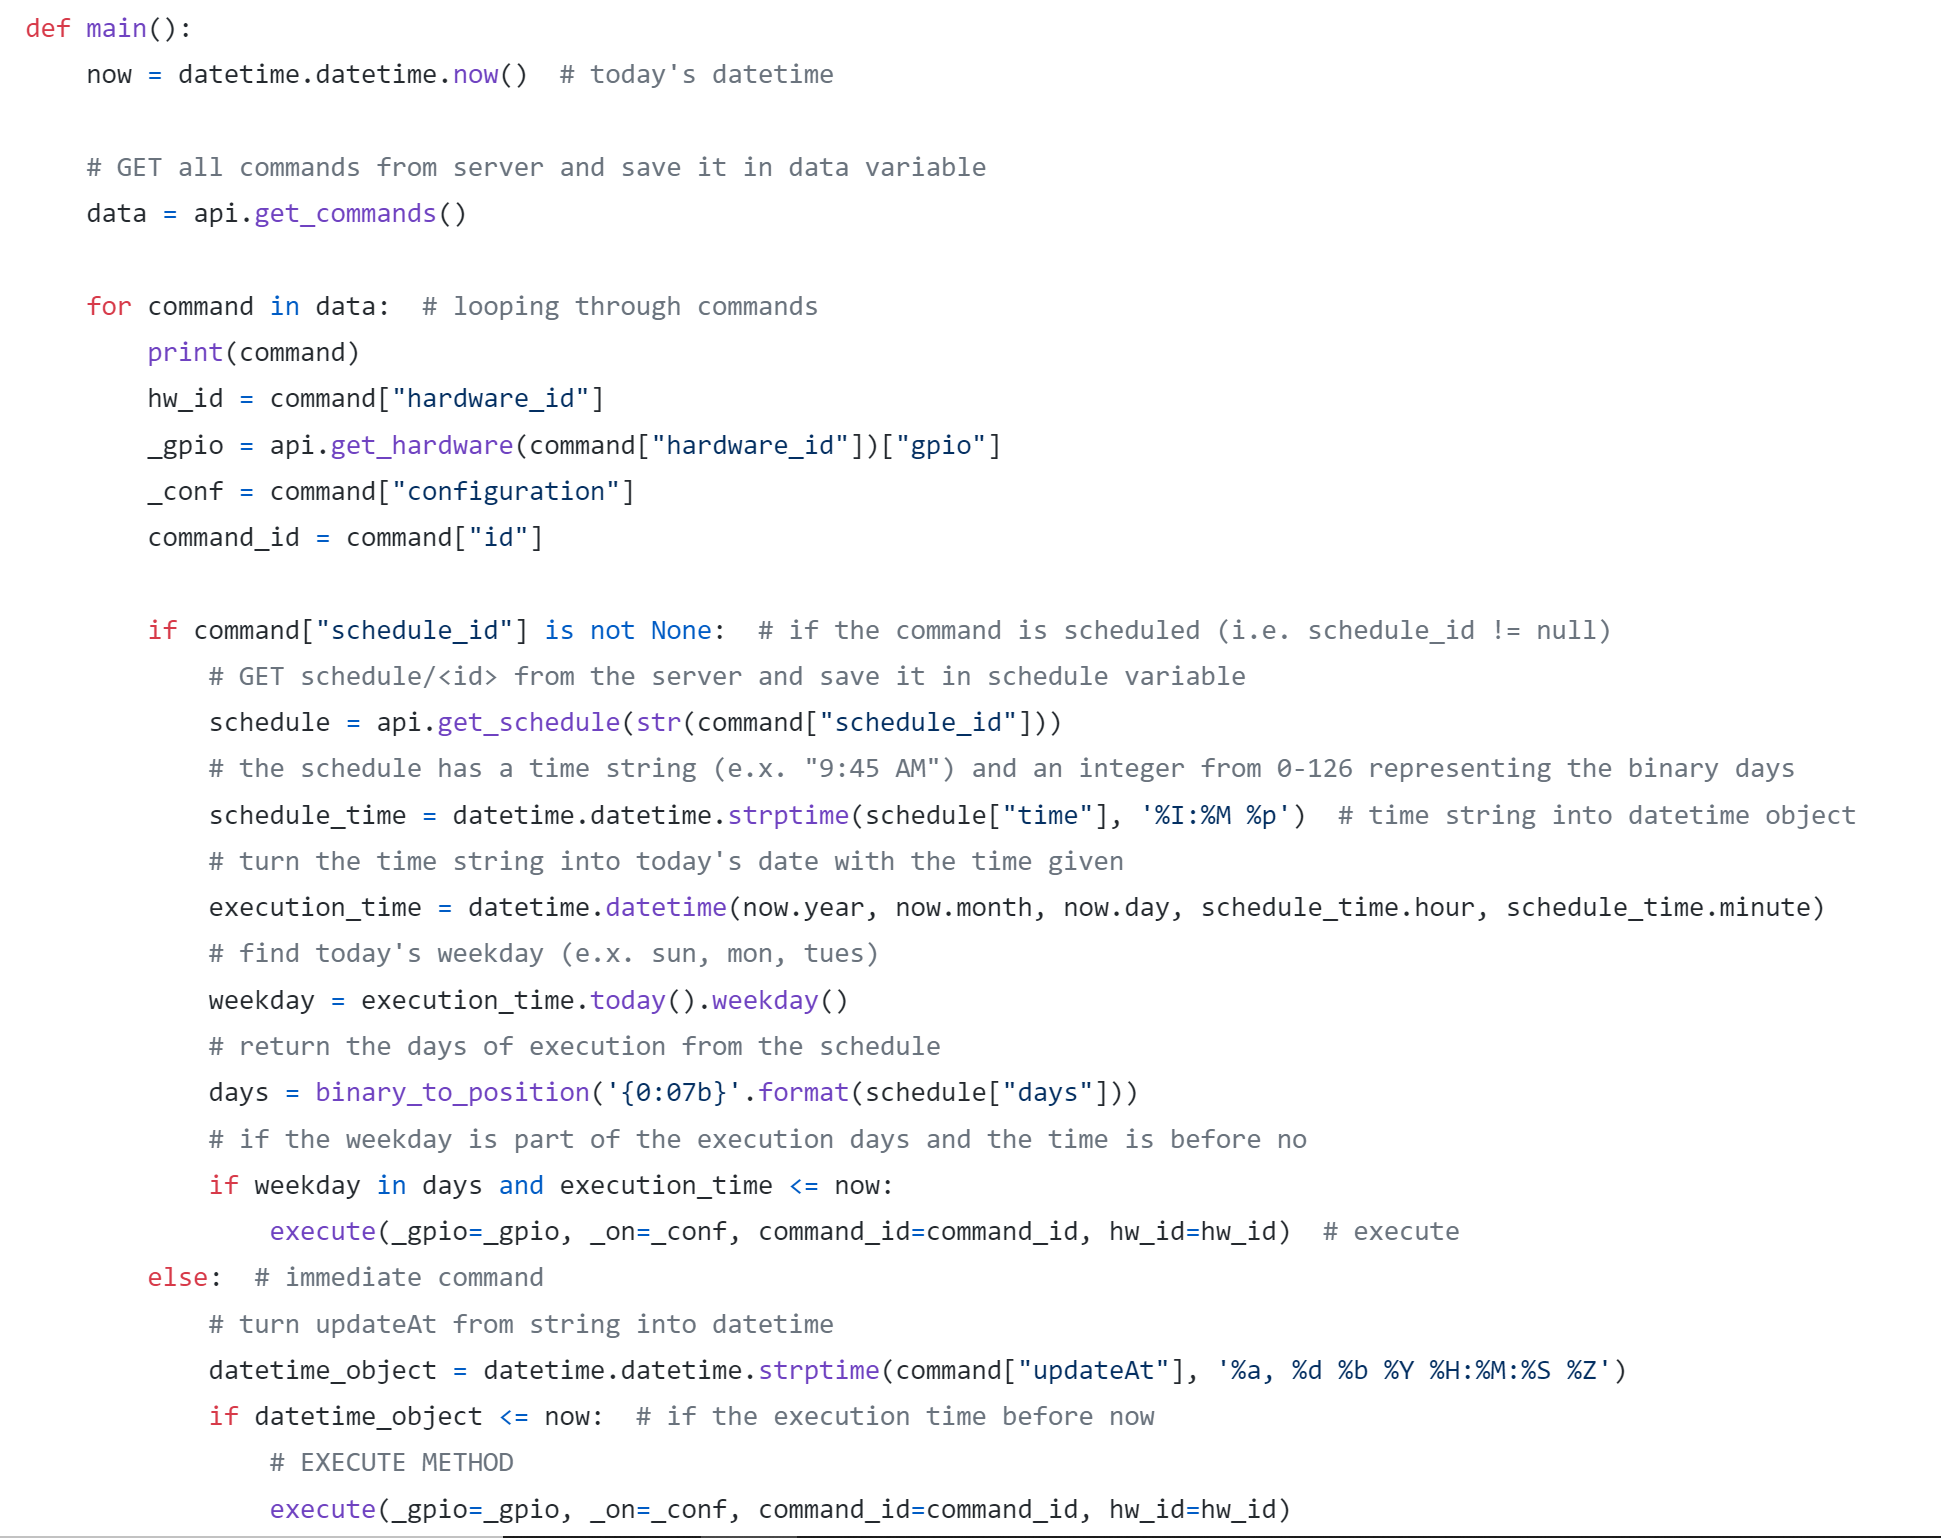 def main():
    now = datetime.datetime.now()  # today's datetime

    # GET all commands from server and save it in data variable
    data = api.get_commands()

    for command in data:  # looping through commands
        print(command)
        hw_id = command["hardware_id"]
        _gpio = api.get_hardware(command["hardware_id"])["gpio"]
        _conf = command["configuration"]
        command_id = command["id"]

        if command["schedule_id"] is not None:  # if the command is scheduled (i.e. schedule_id != null)
            # GET schedule/<id> from the server and save it in schedule variable
            schedule = api.get_schedule(str(command["schedule_id"]))
            # the schedule has a time string (e.x. "9:45 AM") and an integer from 0-126 representing the binary days
            schedule_time = datetime.datetime.strptime(schedule["time"], '%I:%M %p')  # time string into datetime object
            # turn the time string into today's date with the time given
            execution_time = datetime.datetime(now.year, now.month, now.day, schedule_time.hour, schedule_time.minute)
            # find today's weekday (e.x. sun, mon, tues)
            weekday = execution_time.today().weekday()
            # return the days of execution from the schedule
            days = binary_to_position('{0:07b}'.format(schedule["days"]))
            # if the weekday is part of the execution days and the time is before no
            if weekday in days and execution_time <= now:
                execute(_gpio=_gpio, _on=_conf, command_id=command_id, hw_id=hw_id)  # execute
        else:  # immediate command
            # turn updateAt from string into datetime
            datetime_object = datetime.datetime.strptime(command["updateAt"], '%a, %d %b %Y %H:%M:%S %Z')
            if datetime_object <= now:  # if the execution time before now
                # EXECUTE METHOD
                execute(_gpio=_gpio, _on=_conf, command_id=command_id, hw_id=hw_id)